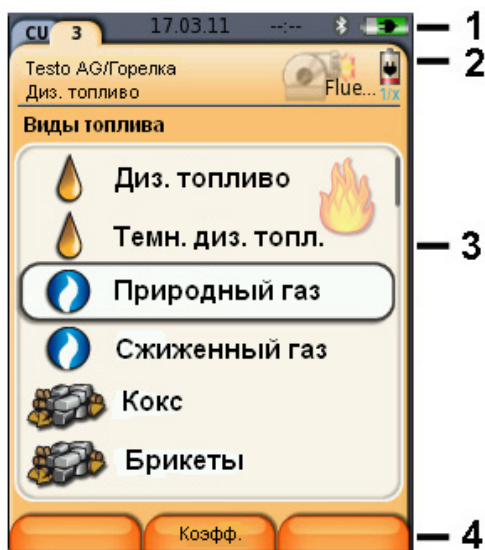 CU 3 17.03.11 --:-- 1
Testo AG/Горелка 2
Диз. топливо Flue... 1/x
Виды топлива
Диз. топливо
Темн. диз. топл. 3
Природный газ
Сжиженный газ
Кокс
Брикеты
Коэфф. 4